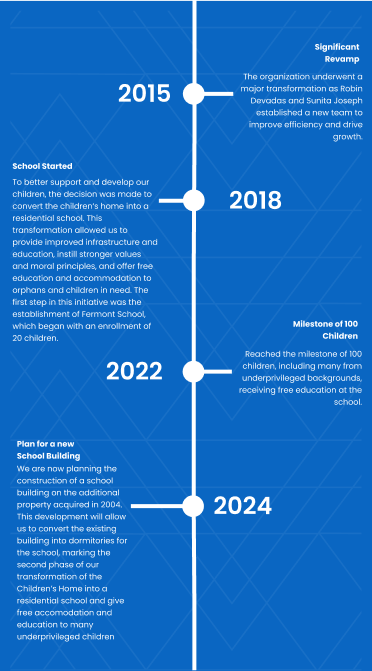 Significant
Revamp
2015
The organization underwent a
major transformation as Robin
Devadas and Sunita Joseph
established a new team to
improve efficiency and drive
growth.
School Started
To better support and develop our
children, the decision was made to
convert the children's home into a
residential school. This
transformation allowed us to
provide improved infrastructure and
education, instill stronger values
and moral principles, and offer free
education and accommodation to
orphans and children in need. The
first step in this initiative was the
establishment of Fermont School,
which began with an enrollment of
20 children.
2018
Milestone of 100
Children
2022
Reached the milestone of 100
children, including many from
underprivileged backgrounds,
receiving free education at the
school.
Plan for a new
School Building
We are now planning the
construction of a school
building on the additional
property acquired in 2004.
This development will allow
us to convert the existing
building into dormitories for
the school, marking the
second phase of our
transformation of the
Children's Home into a
residential school and give
free accomodation and
education to many
underprivileged children
2024